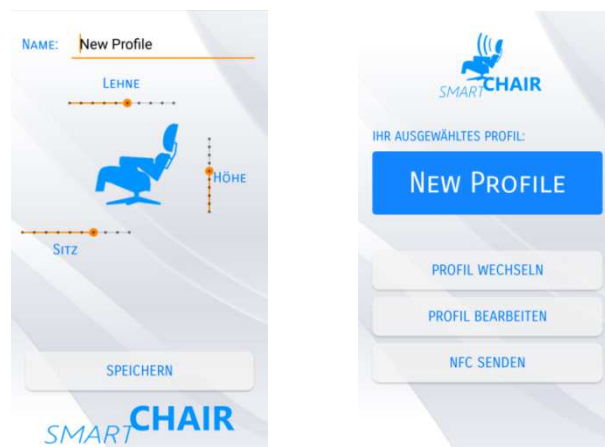 NAME: New Profile
LEHNE
HÖHE
SITZ
SPEICHERN
SMARTCHAIR
SMARTCHAIR
IHR AUSGEWÄHLTES PROFIL:
NEW PROFILE
PROFIL WECHSELN
PROFIL BEARBEITEN
NFC SENDEN